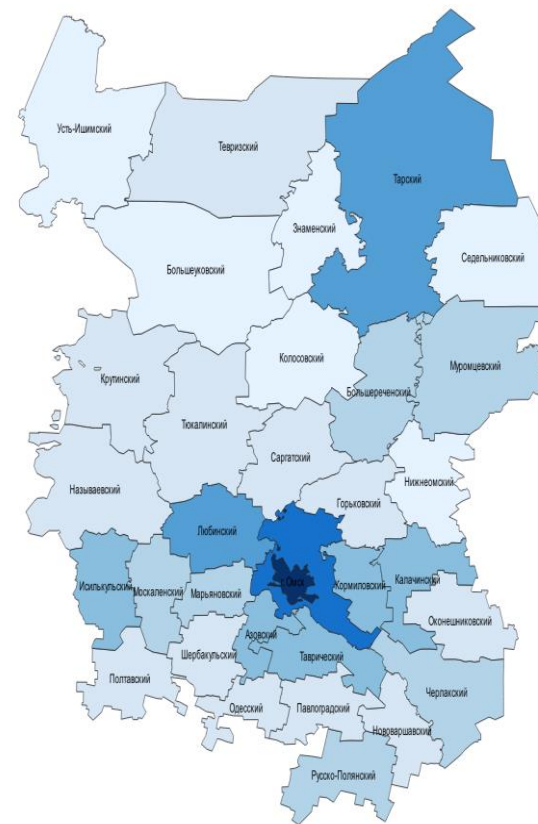 Усть-Ишимский
Тевризский
Тарский
Знаменский
Седельниковский
Большеуковский
Колосовский
Муромцевский
Крутинский
Большереченский
Тюкалинский
Саргатский
Нижнеомский
Называевский
Горьковский
Любинский
г.Омск
Калачинский
Исилькульский
Москаленский
Марьяновский
Кормиловский
Оконешниковский
Азовский
Шербакульский
Таврический
Полтавский
Черлакский
Одесский
Павлоградский
Нововаршавский
Русско-Полянский